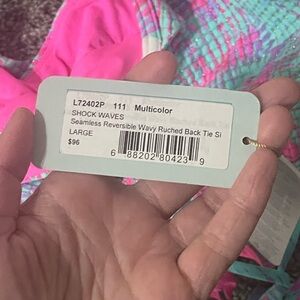 L72402P 111 Multicolor
SHOCK WAVES
Seamless Reversible Wavy Ruched Back Tie Si
LARGE
$96
6 88202 80423 9